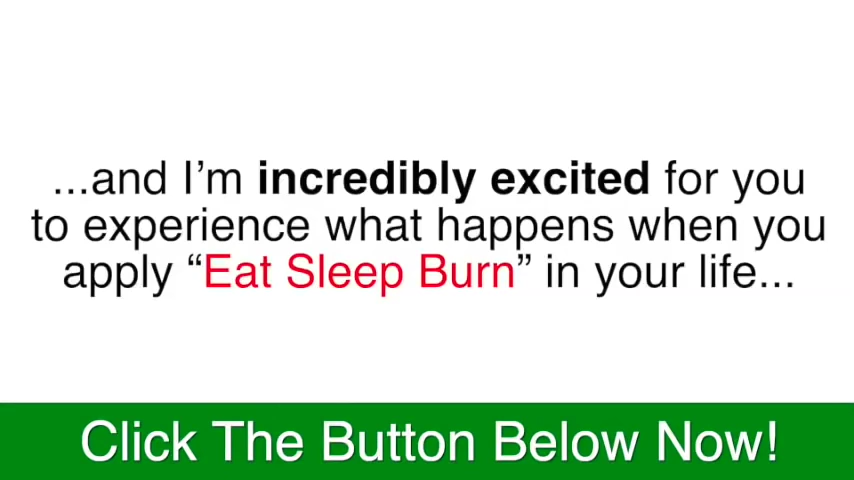 ...and I’m incredibly excited for you
to experience what happens when you
apply “Eat Sleep Burn” in your life...
Click The Button Below Now!